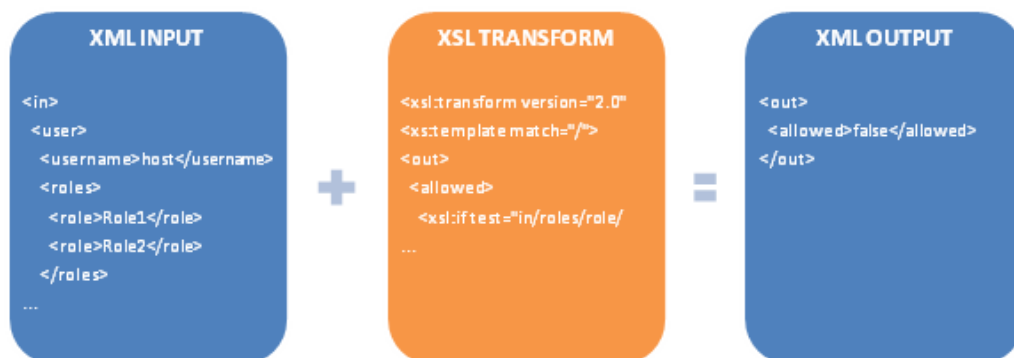 XML INPUT
<in>
<user>
<username>host</username>
<roles>
<role>Role1</role>
<role>Role2</role>
</roles>
...
XSL TRANSFORM
<xsl:transform version="2.0"
<xs:template match="/">
<out>
<allowed>
<xsl:if test="in/roles/role/
...
XML OUTPUT
<out>
<allowed>false</allowed>
</out>